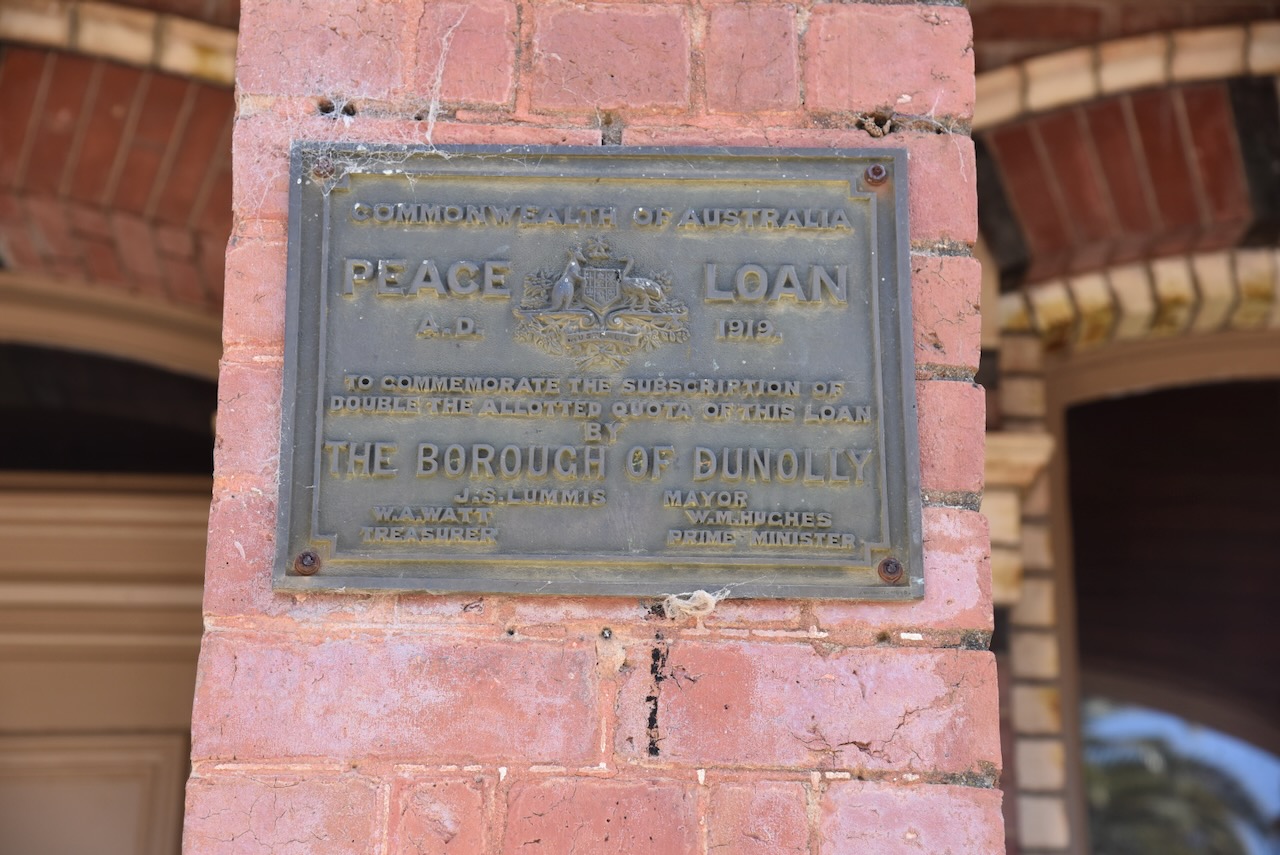 COMMONWEALTH OF AUSTRALIA
PEACE LOAN
A.D. 1919.
AUSTRALIA
TO COMMEMORATE THE SUBSCRIPTION OF
DOUBLE THE ALLOTTED QUOTA OF THIS LOAN
BY
THE BOROUGH OF DUNOLLY
J.S.LUMMIS MAYOR
W.A.WATT W.M.HUGHES
TREASURER PRIME MINISTER